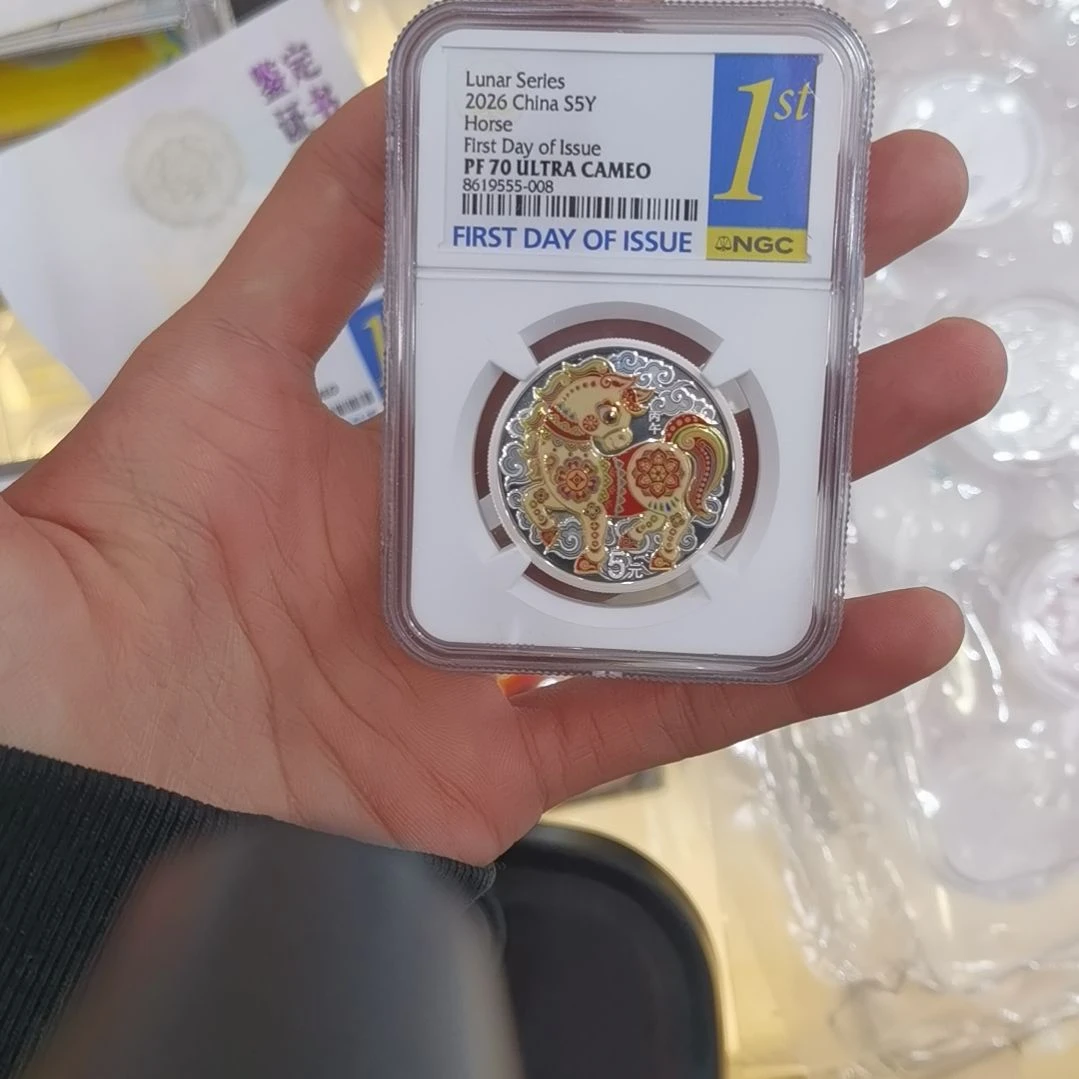 鉴定
证书
Lunar Series
2026 China S5Y
Horse
First Day of Issue
PF 70 ULTRA CAMEO
8619555-008
FIRST DAY OF ISSUE
1st
NGC
丙
午
5元